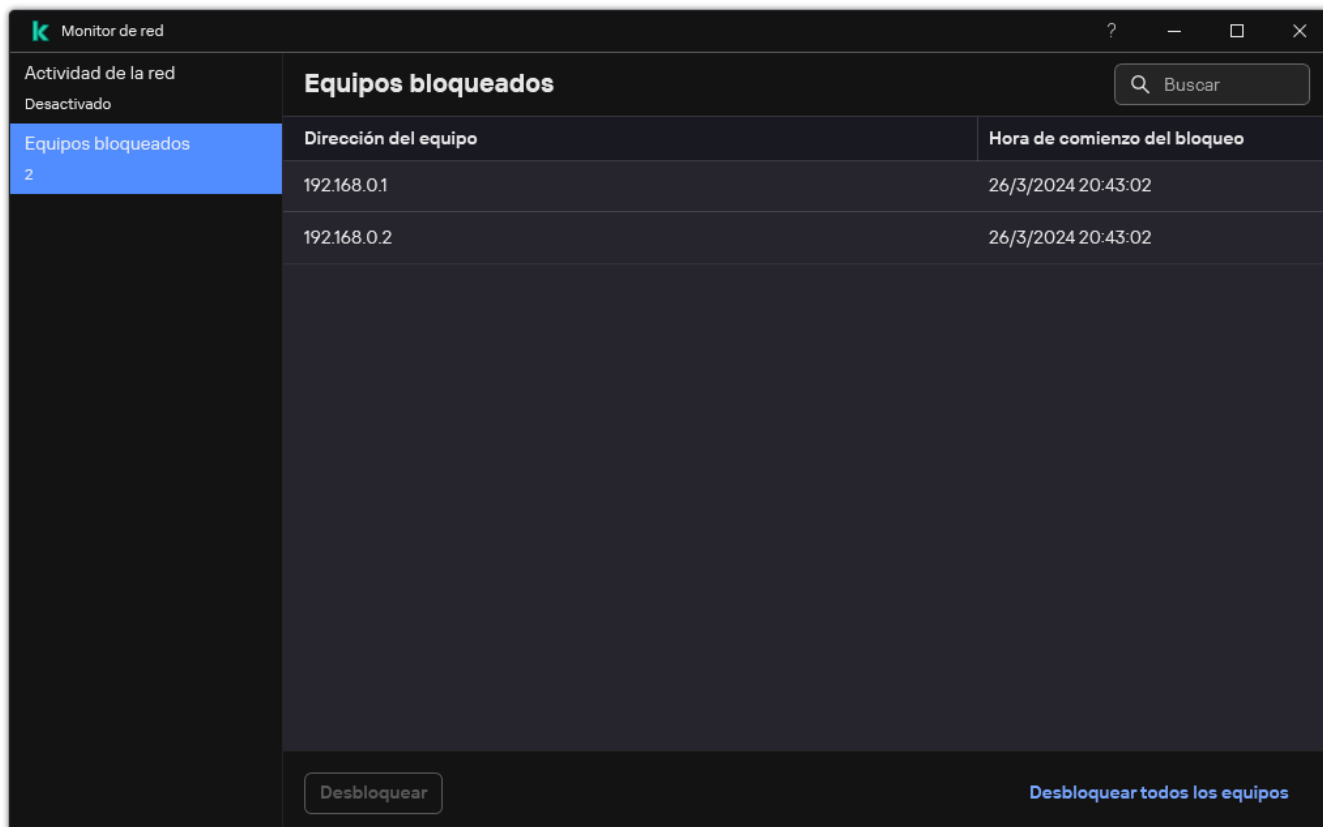 Monitor de red
Actividad de la red
Desactivado
Equipos bloqueados
2
Equipos bloqueados
Buscar
Dirección del equipo
Hora de comienzo del bloqueo
192.168.0.1
26/3/2024 20:43:02
192.168.0.2
26/3/2024 20:43:02
Desbloquear
Desbloquear todos los equipos